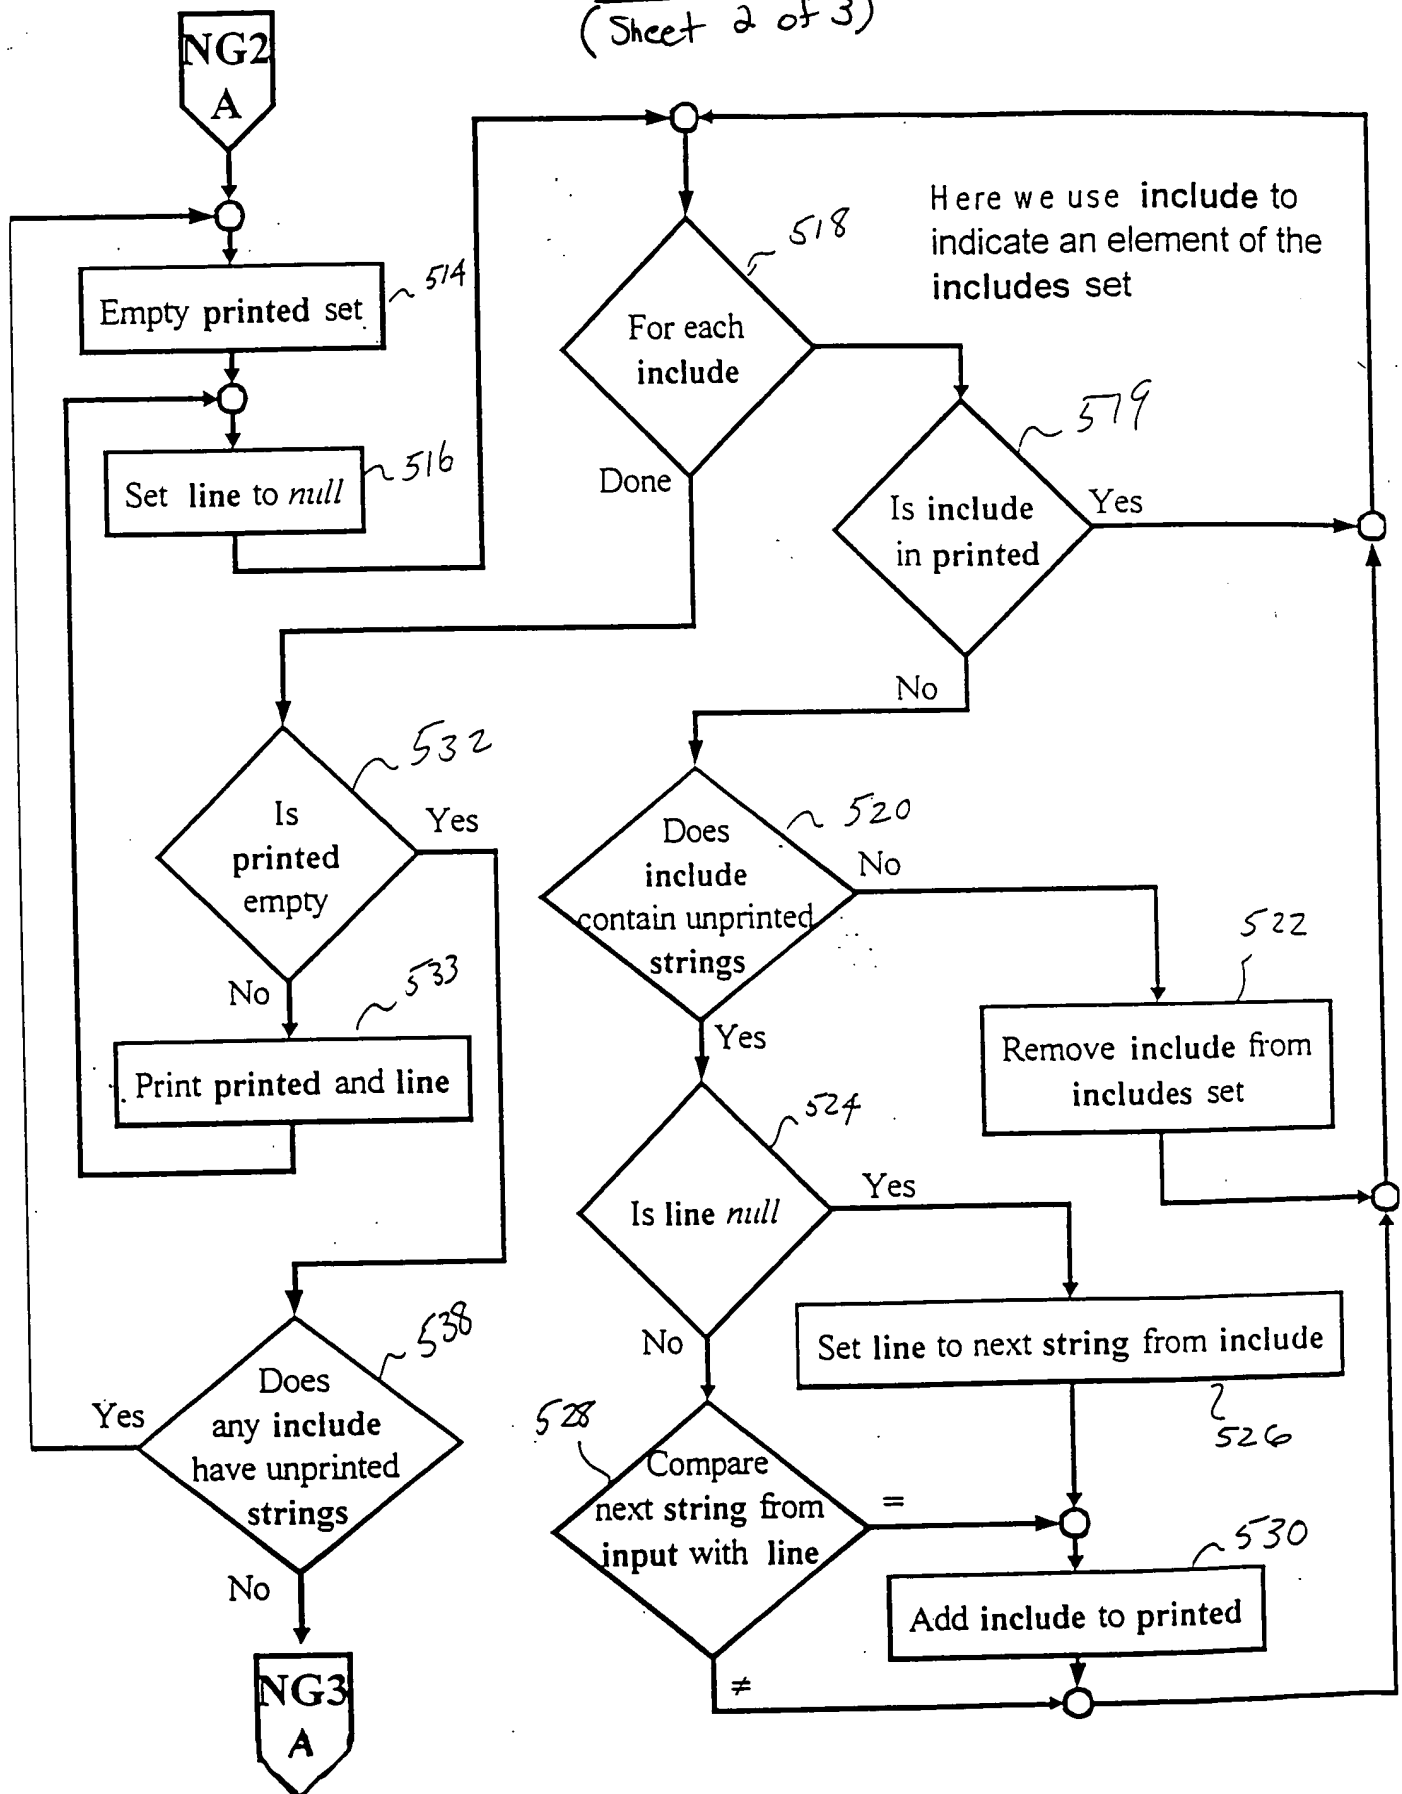 (Sheet 2 of 3)
NG2
A
Here we use include to
indicate an element of the
includes set
518
514
Empty printed set
For each
include
579
516
Set line to null
Done
Is include
in printed
Yes
No
532
Is
printed
empty
Yes
520
Does
include
contain unprinted
strings
No
522
533
No
Yes
Remove include from
includes set
Print printed and line
524
Is line null
Yes
538
No
Set line to next string from include
526
Does
any include
have unprinted
strings
Yes
528
Compare
next string from
input with line
=
530
No
Add include to printed
≠
NG3
A